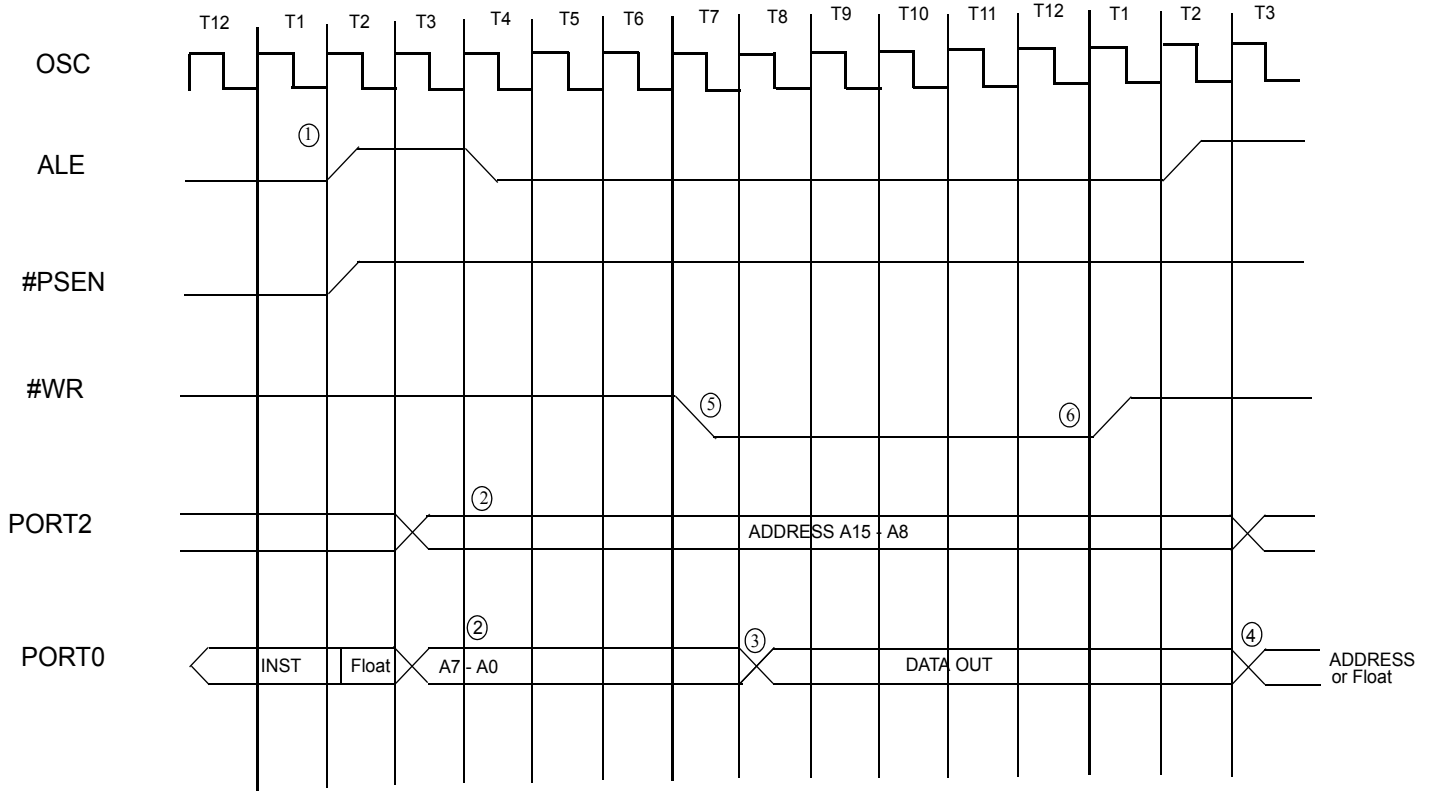 T12 T1 T2 T3 T4 T5 T6 T7 T8 T9 T10 T11 T12 T1 T2 T3
OSC
①
ALE
#PSEN
#WR
⑤
⑥
②
PORT2
ADDRESS A15 - A8
②
③
④
PORT0
INST
Float
A7 - A0
DATA OUT
ADDRESS
or Float